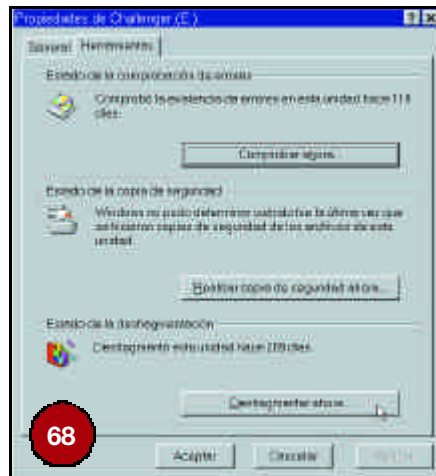 Propiedades de Challenger (E:)
General Herramientas
Estado de la comprobación de errores
Comprobó la existencia de errores en esta unidad hace 118
días.
Comprobar ahora...
Estado de la copia de seguridad
Windows no pudo determinar cuándo fue la última vez que
se hicieron copias de seguridad de los archivos de esta
unidad.
Realizar copia de seguridad ahora...
Estado de la desfragmentación
Desfragmentó esta unidad hace días.
Desfragmentar ahora...
68
Aceptar Cancelar